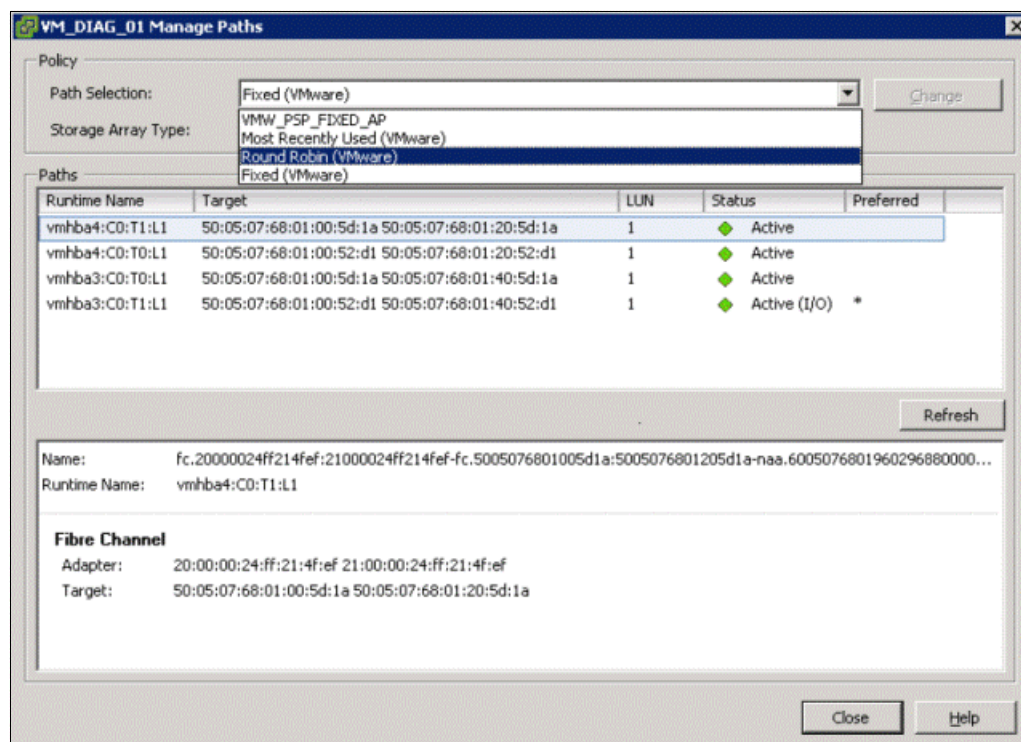 VM_DIAG_01 Manage Paths
Policy
Path Selection: Fixed (VMware) Change
VMW_PSP_FIXED_AP
Storage Array Type:
Most Recently Used (VMware)
Round Robin (VMware)
Fixed (VMware)
Paths
Runtime Name Target LUN Status Preferred
vmhba4:C0:T1:L1 50:05:07:68:01:00:5d:1a 50:05:07:68:01:20:5d:1a 1 Active
vmhba4:C0:T0:L1 50:05:07:68:01:00:52:d1 50:05:07:68:01:20:52:d1 1 Active
vmhba3:C0:T0:L1 50:05:07:68:01:00:5d:1a 50:05:07:68:01:40:5d:1a 1 Active
vmhba3:C0:T1:L1 50:05:07:68:01:00:52:d1 50:05:07:68:01:40:52:d1 1 Active (I/O) *
Refresh
Name: fc.20000024ff214fef:21000024ff214fef-fc.5005076801005d1a:5005076801205d1a-naa.6005076801960296880000...
Runtime Name: vmhba4:C0:T1:L1
Fibre Channel
Adapter: 20:00:00:24:ff:21:4f:ef 21:00:00:24:ff:21:4f:ef
Target: 50:05:07:68:01:00:5d:1a 50:05:07:68:01:20:5d:1a
Close Help